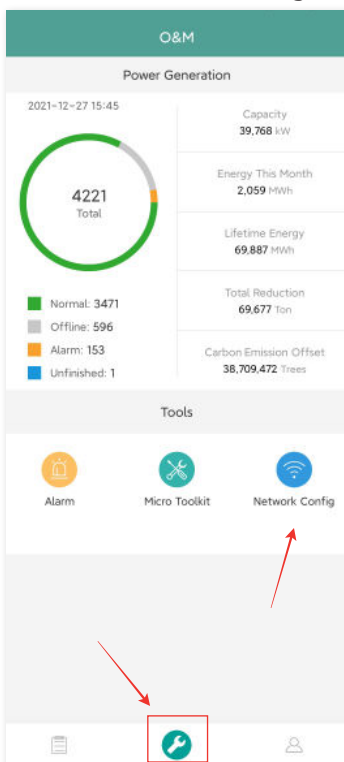 O&M
Power Generation
2021-12-27 15:45
4221
Total
Normal: 3471
Offline: 596
Alarm: 153
Unfinished: 1
Capacity
39,768 kW
Energy This Month
2,059 MWh
Lifetime Energy
69,887 MWh
Total Reduction
69,677 Ton
Carbon Emission Offset
38,709,472 Trees
Tools
Alarm
Micro Toolkit
Network Config